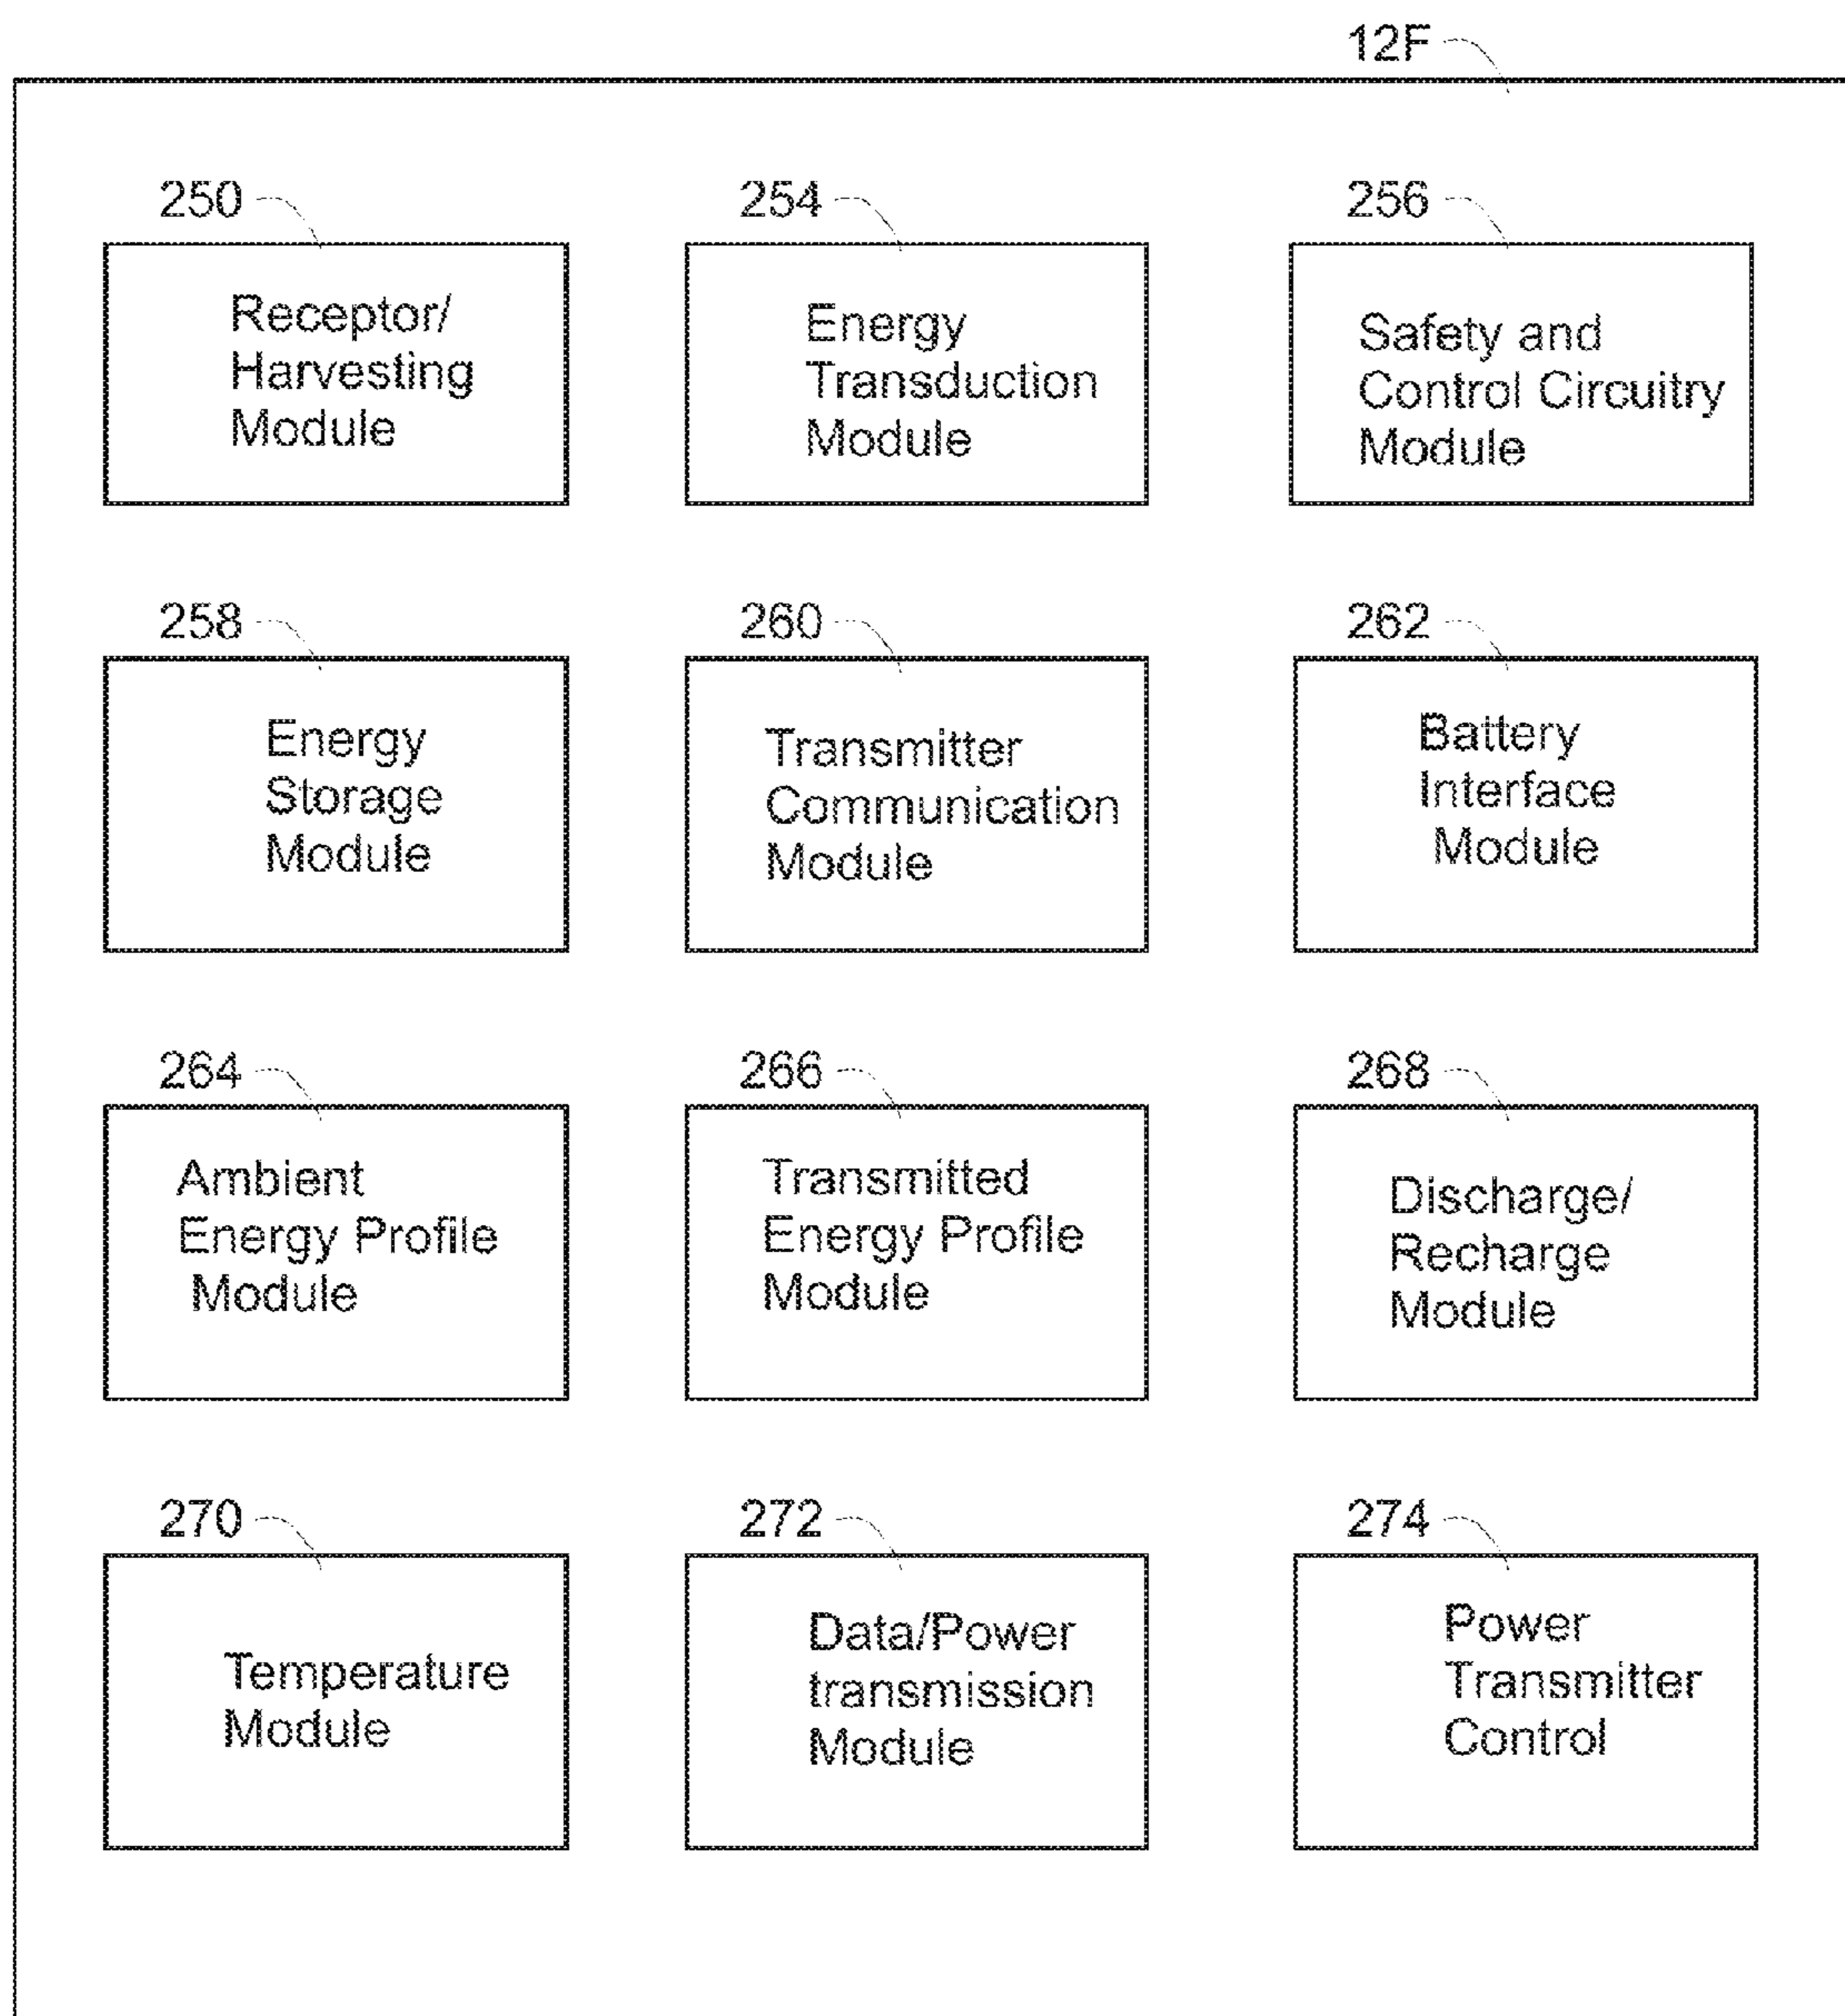 12F
250
254
256
Receptor/
Harvesting
Module
Energy
Transduction
Module
Safety and
Control Circuitry
Module
258
260
262
Energy
Storage
Module
Transmitter
Communication
Module
Battery
Interface
Module
264
266
268
Ambient
Energy Profile
Module
Transmitted
Energy Profile
Module
Discharge/
Recharge
Module
270
272
274
Temperature
Module
Data/Power
transmission
Module
Power
Transmitter
Control